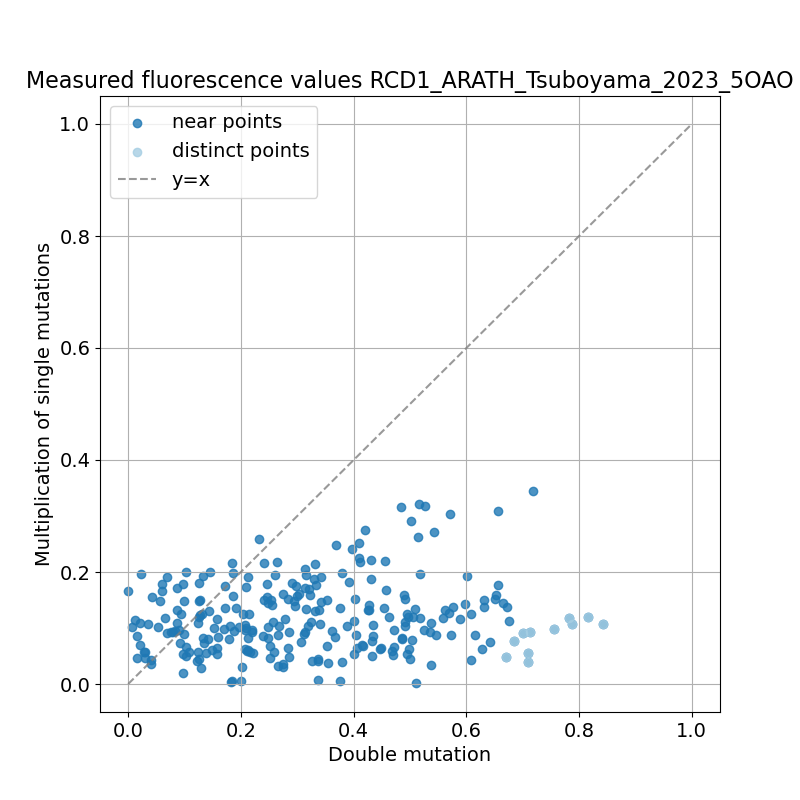 Measured fluorescence values RCD1_ARATH_Tsuboyama_2023_5OAO
near points
distinct points
y=x
Multiplication of single mutations
1.0
0.8
0.6
0.4
0.2
0.0
0.0 0.2 0.4 0.6 0.8 1.0
Double mutation